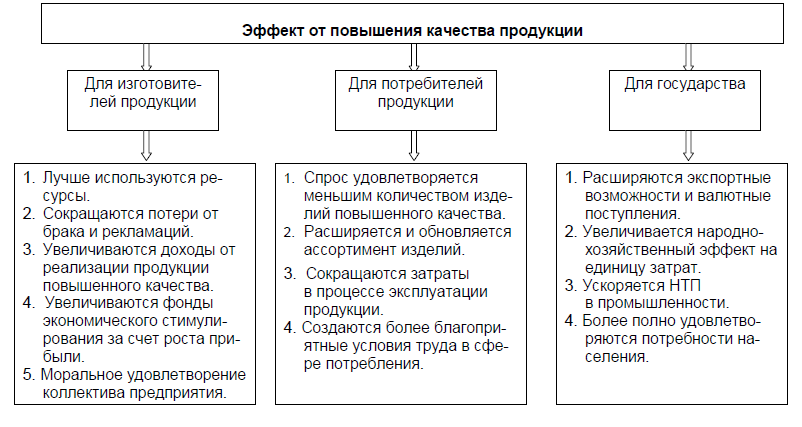 Эффект от повышения качества продукции
Для изготовите-
лей продукции
Для потребителей
продукции
Для государства
1. Лучше используются ре-
сурсы.
2. Сокращаются потери от
брака и рекламаций.
3. Увеличиваются доходы от
реализации продукции
повышенного качества.
4. Увеличиваются фонды
экономического стимули-
рования за счет роста при-
были.
5. Моральное удовлетворение
коллектива предприятия.
1. Спрос удовлетворяется
меньшим количеством изде-
лий повышенного качества.
2. Расширяется и обновляется
ассортимент изделий.
3. Сокращаются затраты
в процессе эксплуатации
продукции.
4. Создаются более благопри-
ятные условия труда в сфе-
ре потребления.
1. Расширяются экспортные
возможности и валютные
поступления.
2. Увеличивается народно-
хозяйственный эффект на
единицу затрат.
3. Ускоряется НТП
в промышленности.
4. Более полно удовлетво-
ряются потребности на-
селения.